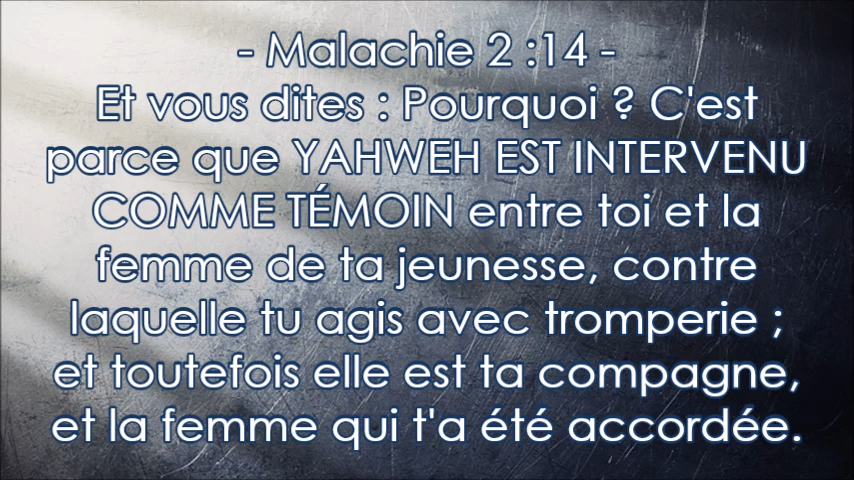 - Malachie 2 :14 -
Et vous dites : Pourquoi ? C'est
parce que YAHWEH EST INTERVENU
COMME TÉMOIN entre toi et la
femme de ta jeunesse, contre
laquelle tu agis avec tromperie ;
et toutefois elle est ta compagne,
et la femme qui t'a été accordée.